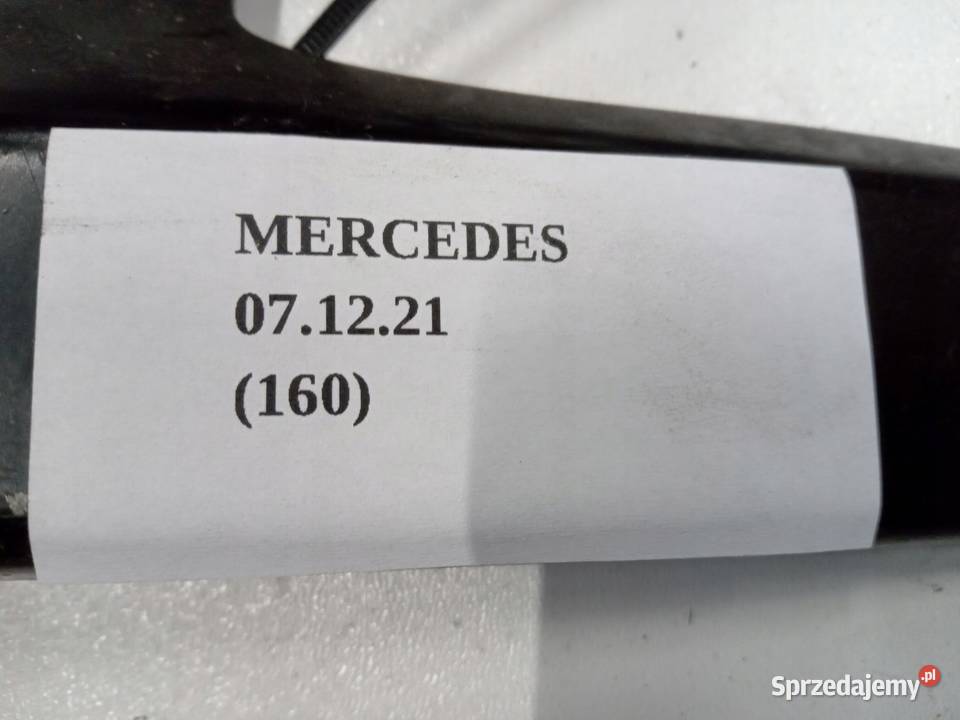 MERCEDES
07.12.21
(160)
Sprzedajemy.pl